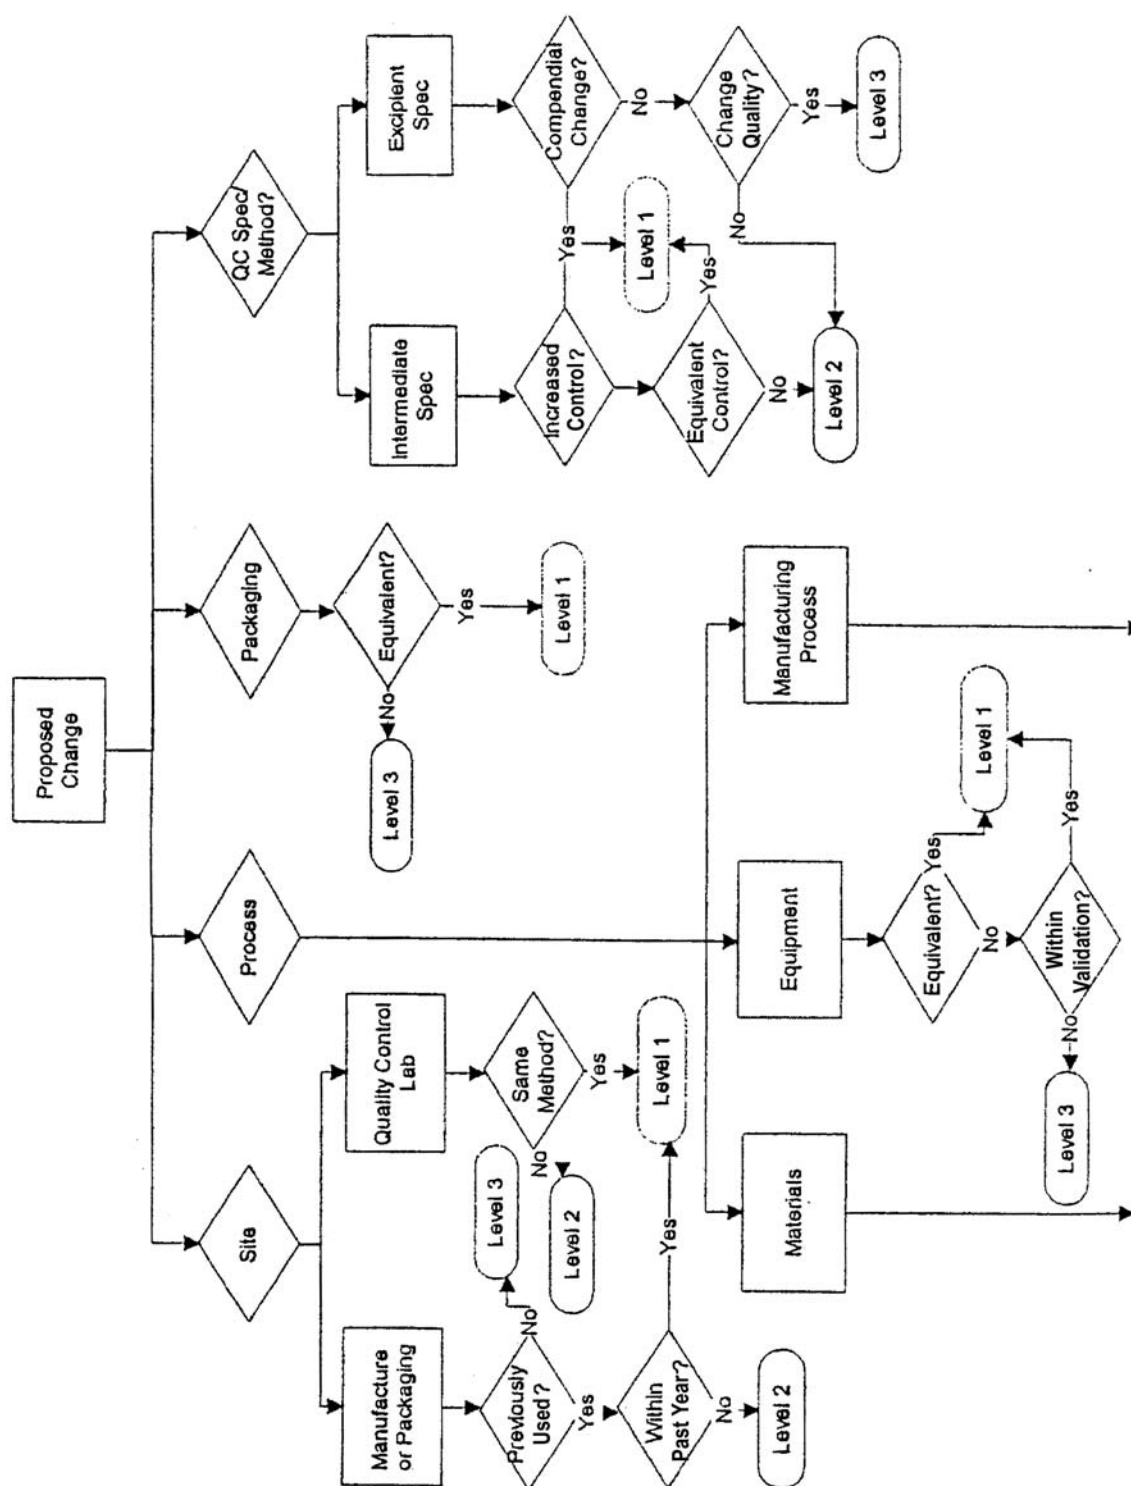 Proposed
Change
Site
Process
Packaging
QC Spec/
Method?
Manufacture
or Packaging
Quality Control
Lab
Equivalent?
Intermediate
Spec
Excipient
Spec
No
Level 3
Yes
Level 1
Previously
Used?
No
Level 3
Yes
Same
Method?
No
Level 2
Yes
Level 1
Increased
Control?
Yes
Compendial
Change?
No
Level 1
Within
Past Year?
Yes
No
Level 2
Equivalent
Control?
Yes
No
Level 2
Change
Quality?
No
Yes
Level 3
Materials
Equipment
Manufacturing
Process
Equivalent?
Yes
No
Level 1
Within
Validation?
Yes
No
Level 3